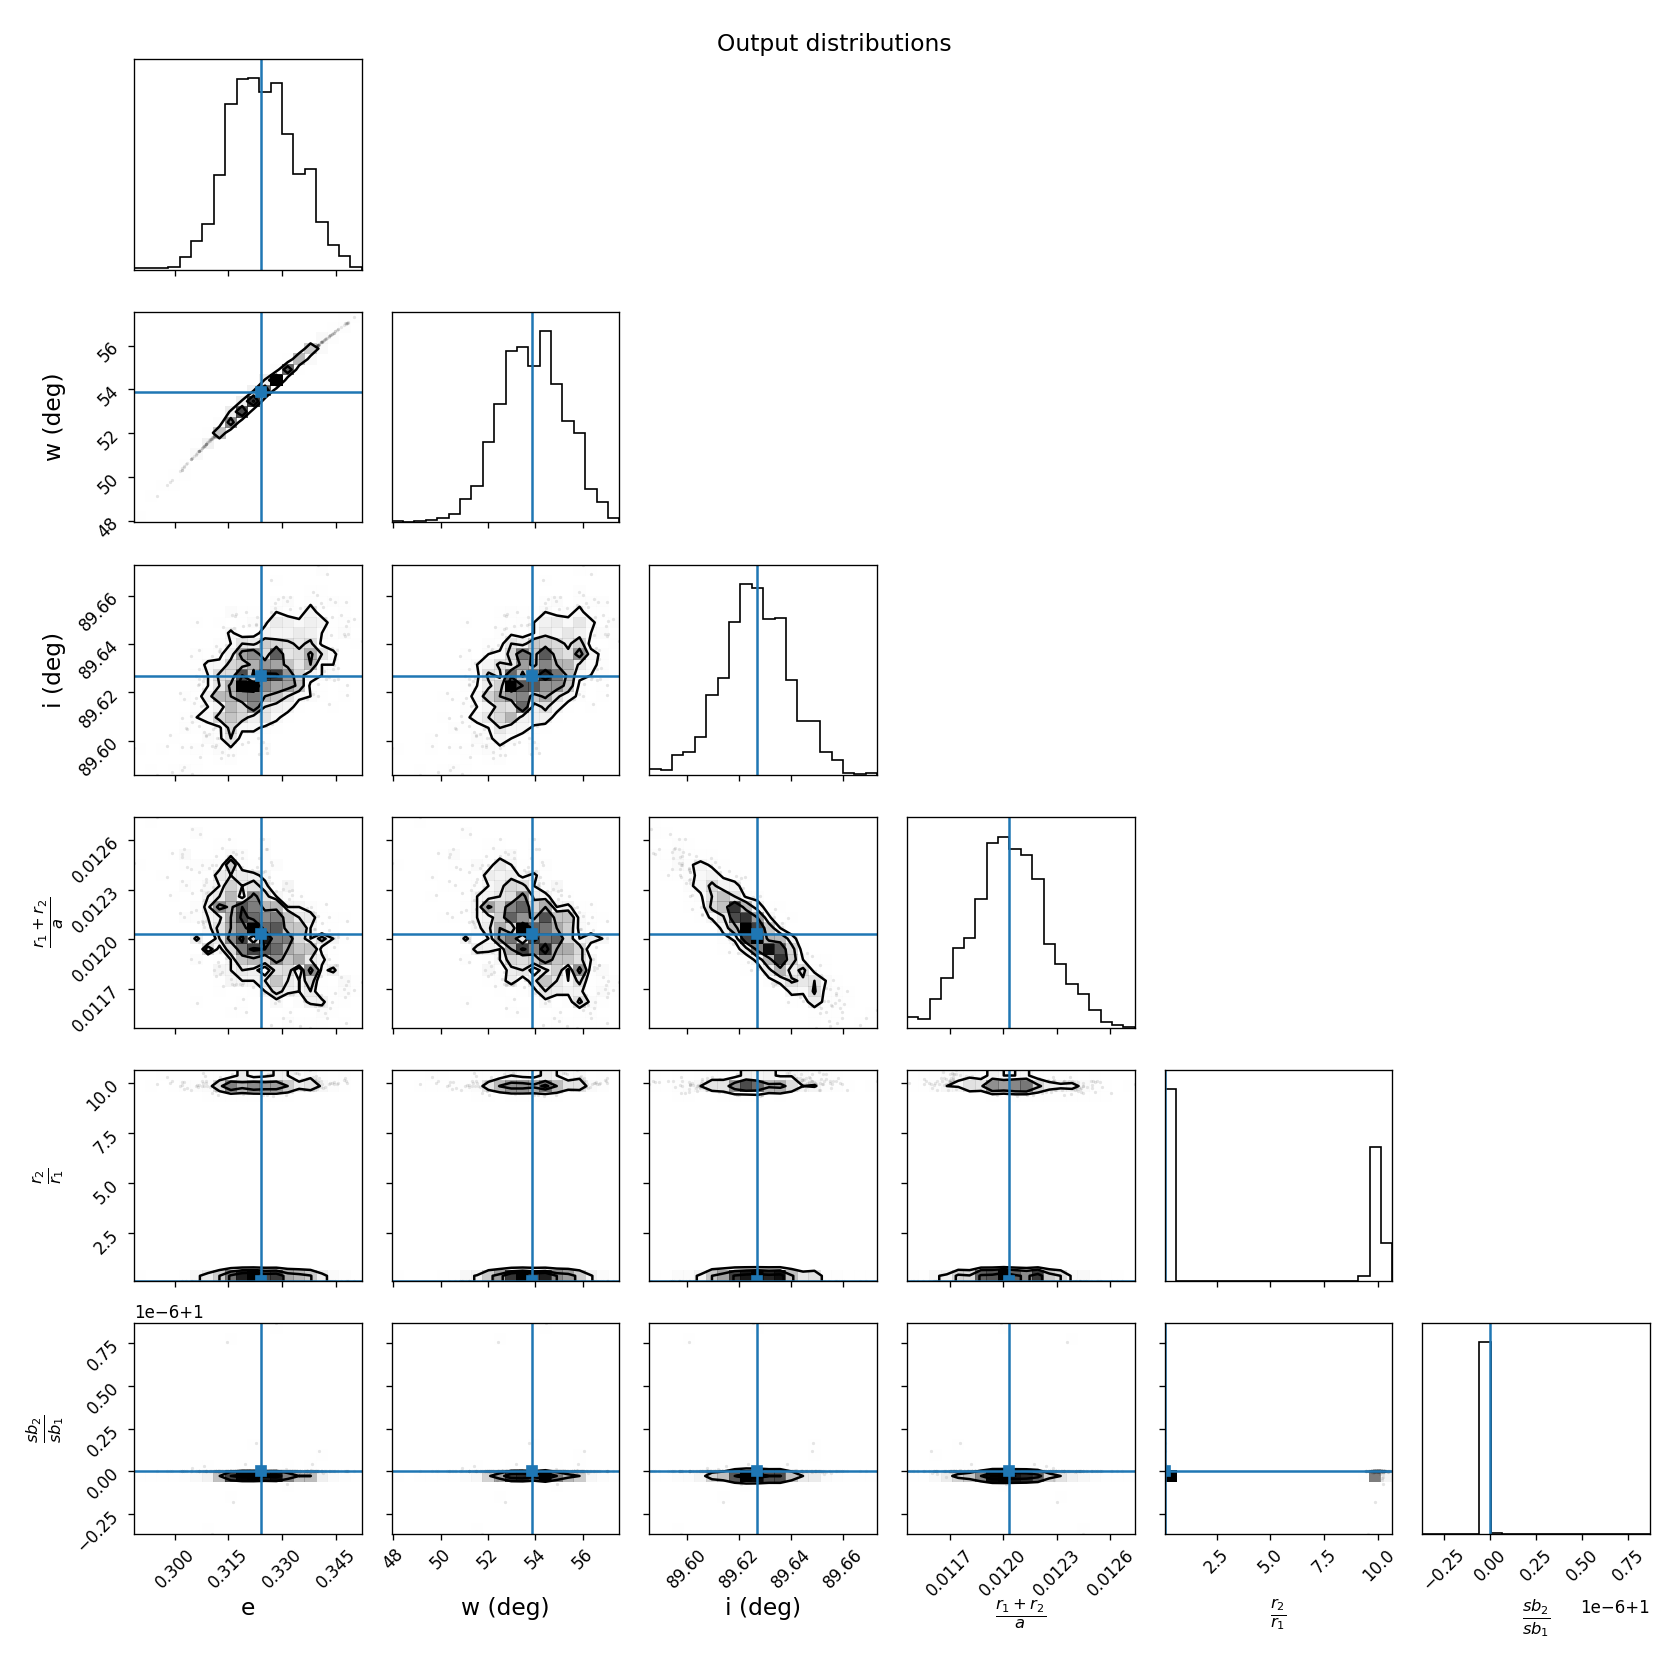 Output distributions
w (deg)
56
54
52
50
48
i (deg)
89.66
89.64
89.62
89.60
r₁ + r₂
a
0.0126
0.0123
0.0120
0.0117
r₂
r₁
10.0
7.5
5.0
2.5
1e−6+1
sb₂
sb₁
0.75
0.50
0.25
0.00
−0.25
0.300 0.315 0.330 0.345 48 50 52 54 56 89.60 89.62 89.64 89.66 0.0117 0.0120 0.0123 0.0126 2.5 5.0 7.5 10.0 −0.25 0.00 0.25 0.50 0.75
e w (deg) i (deg) r₁ + r₂ r₂ sb₂ 1e−6+1
a r₁ sb₁